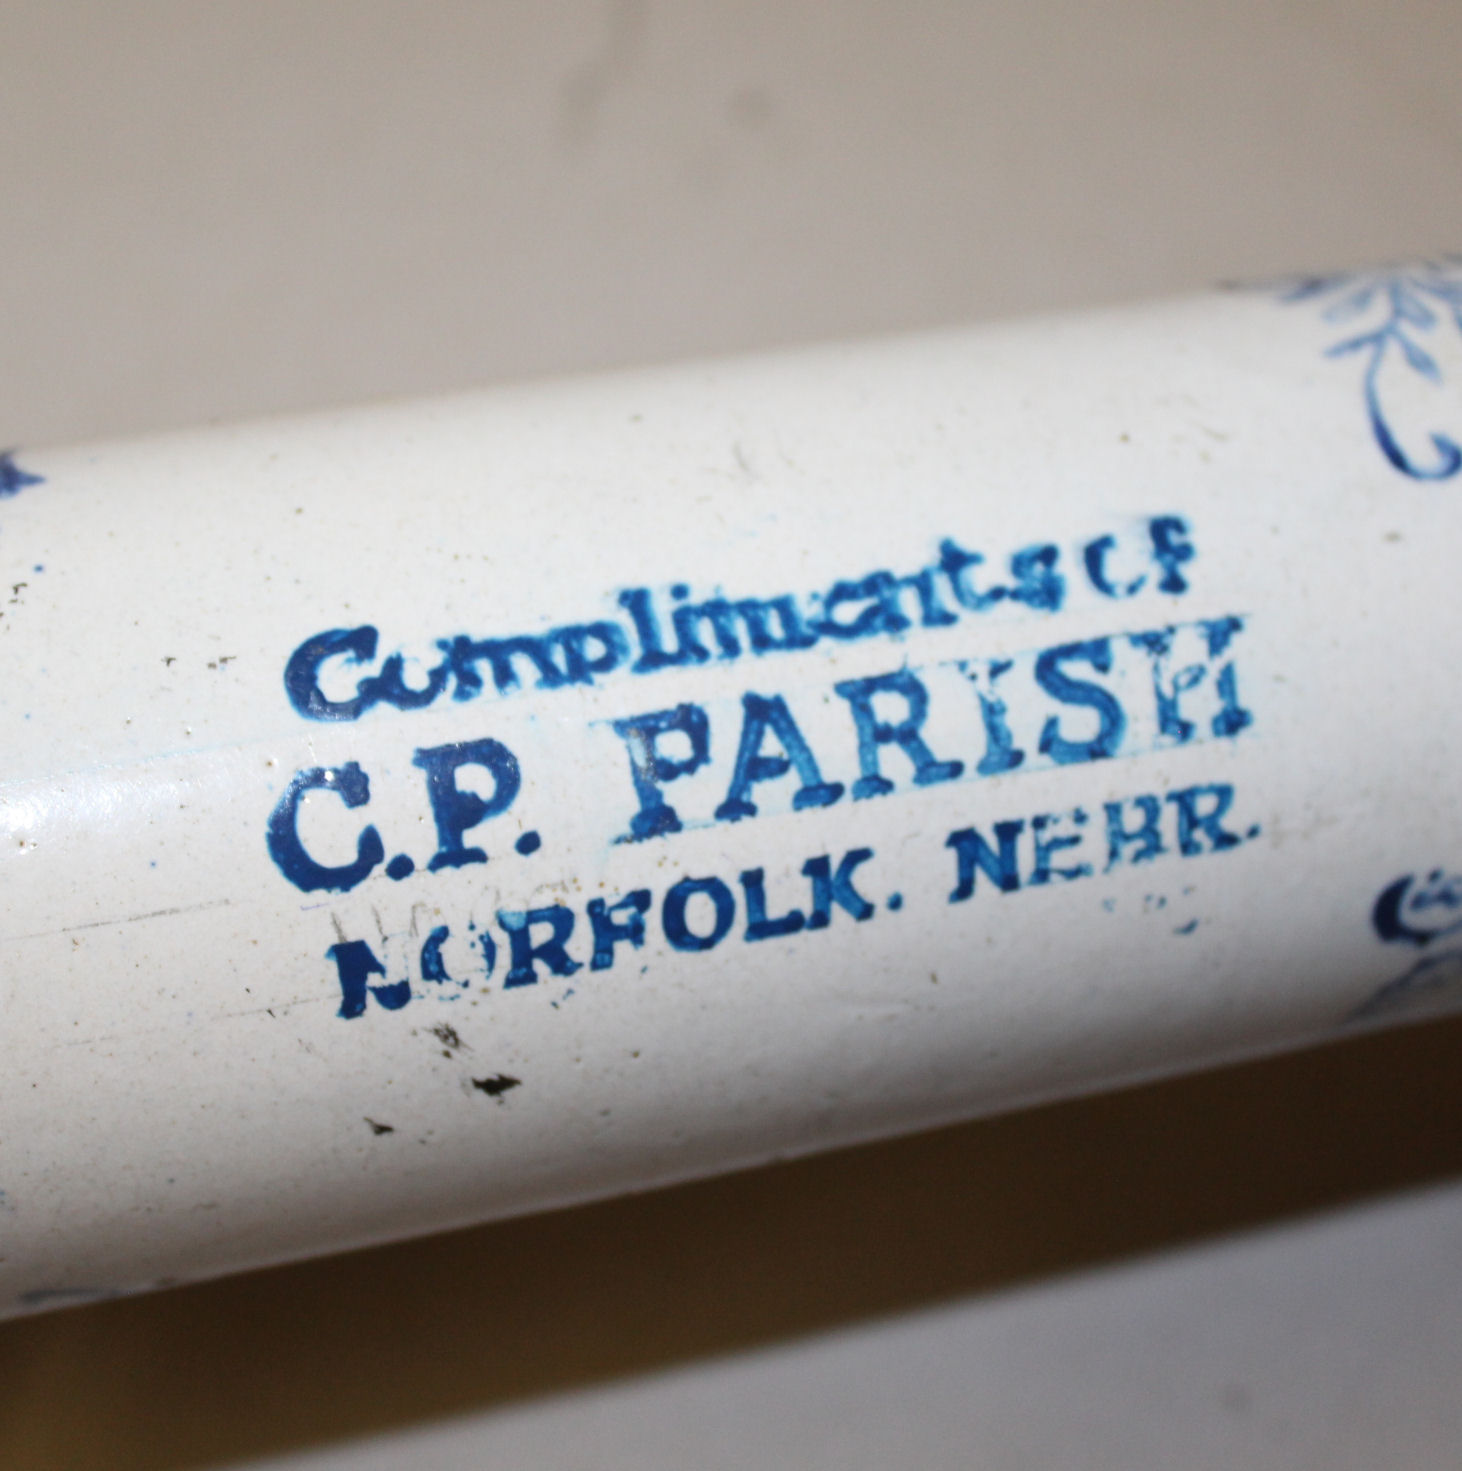 Compliments of
C.P. PARISH
NORFOLK. NEBR.